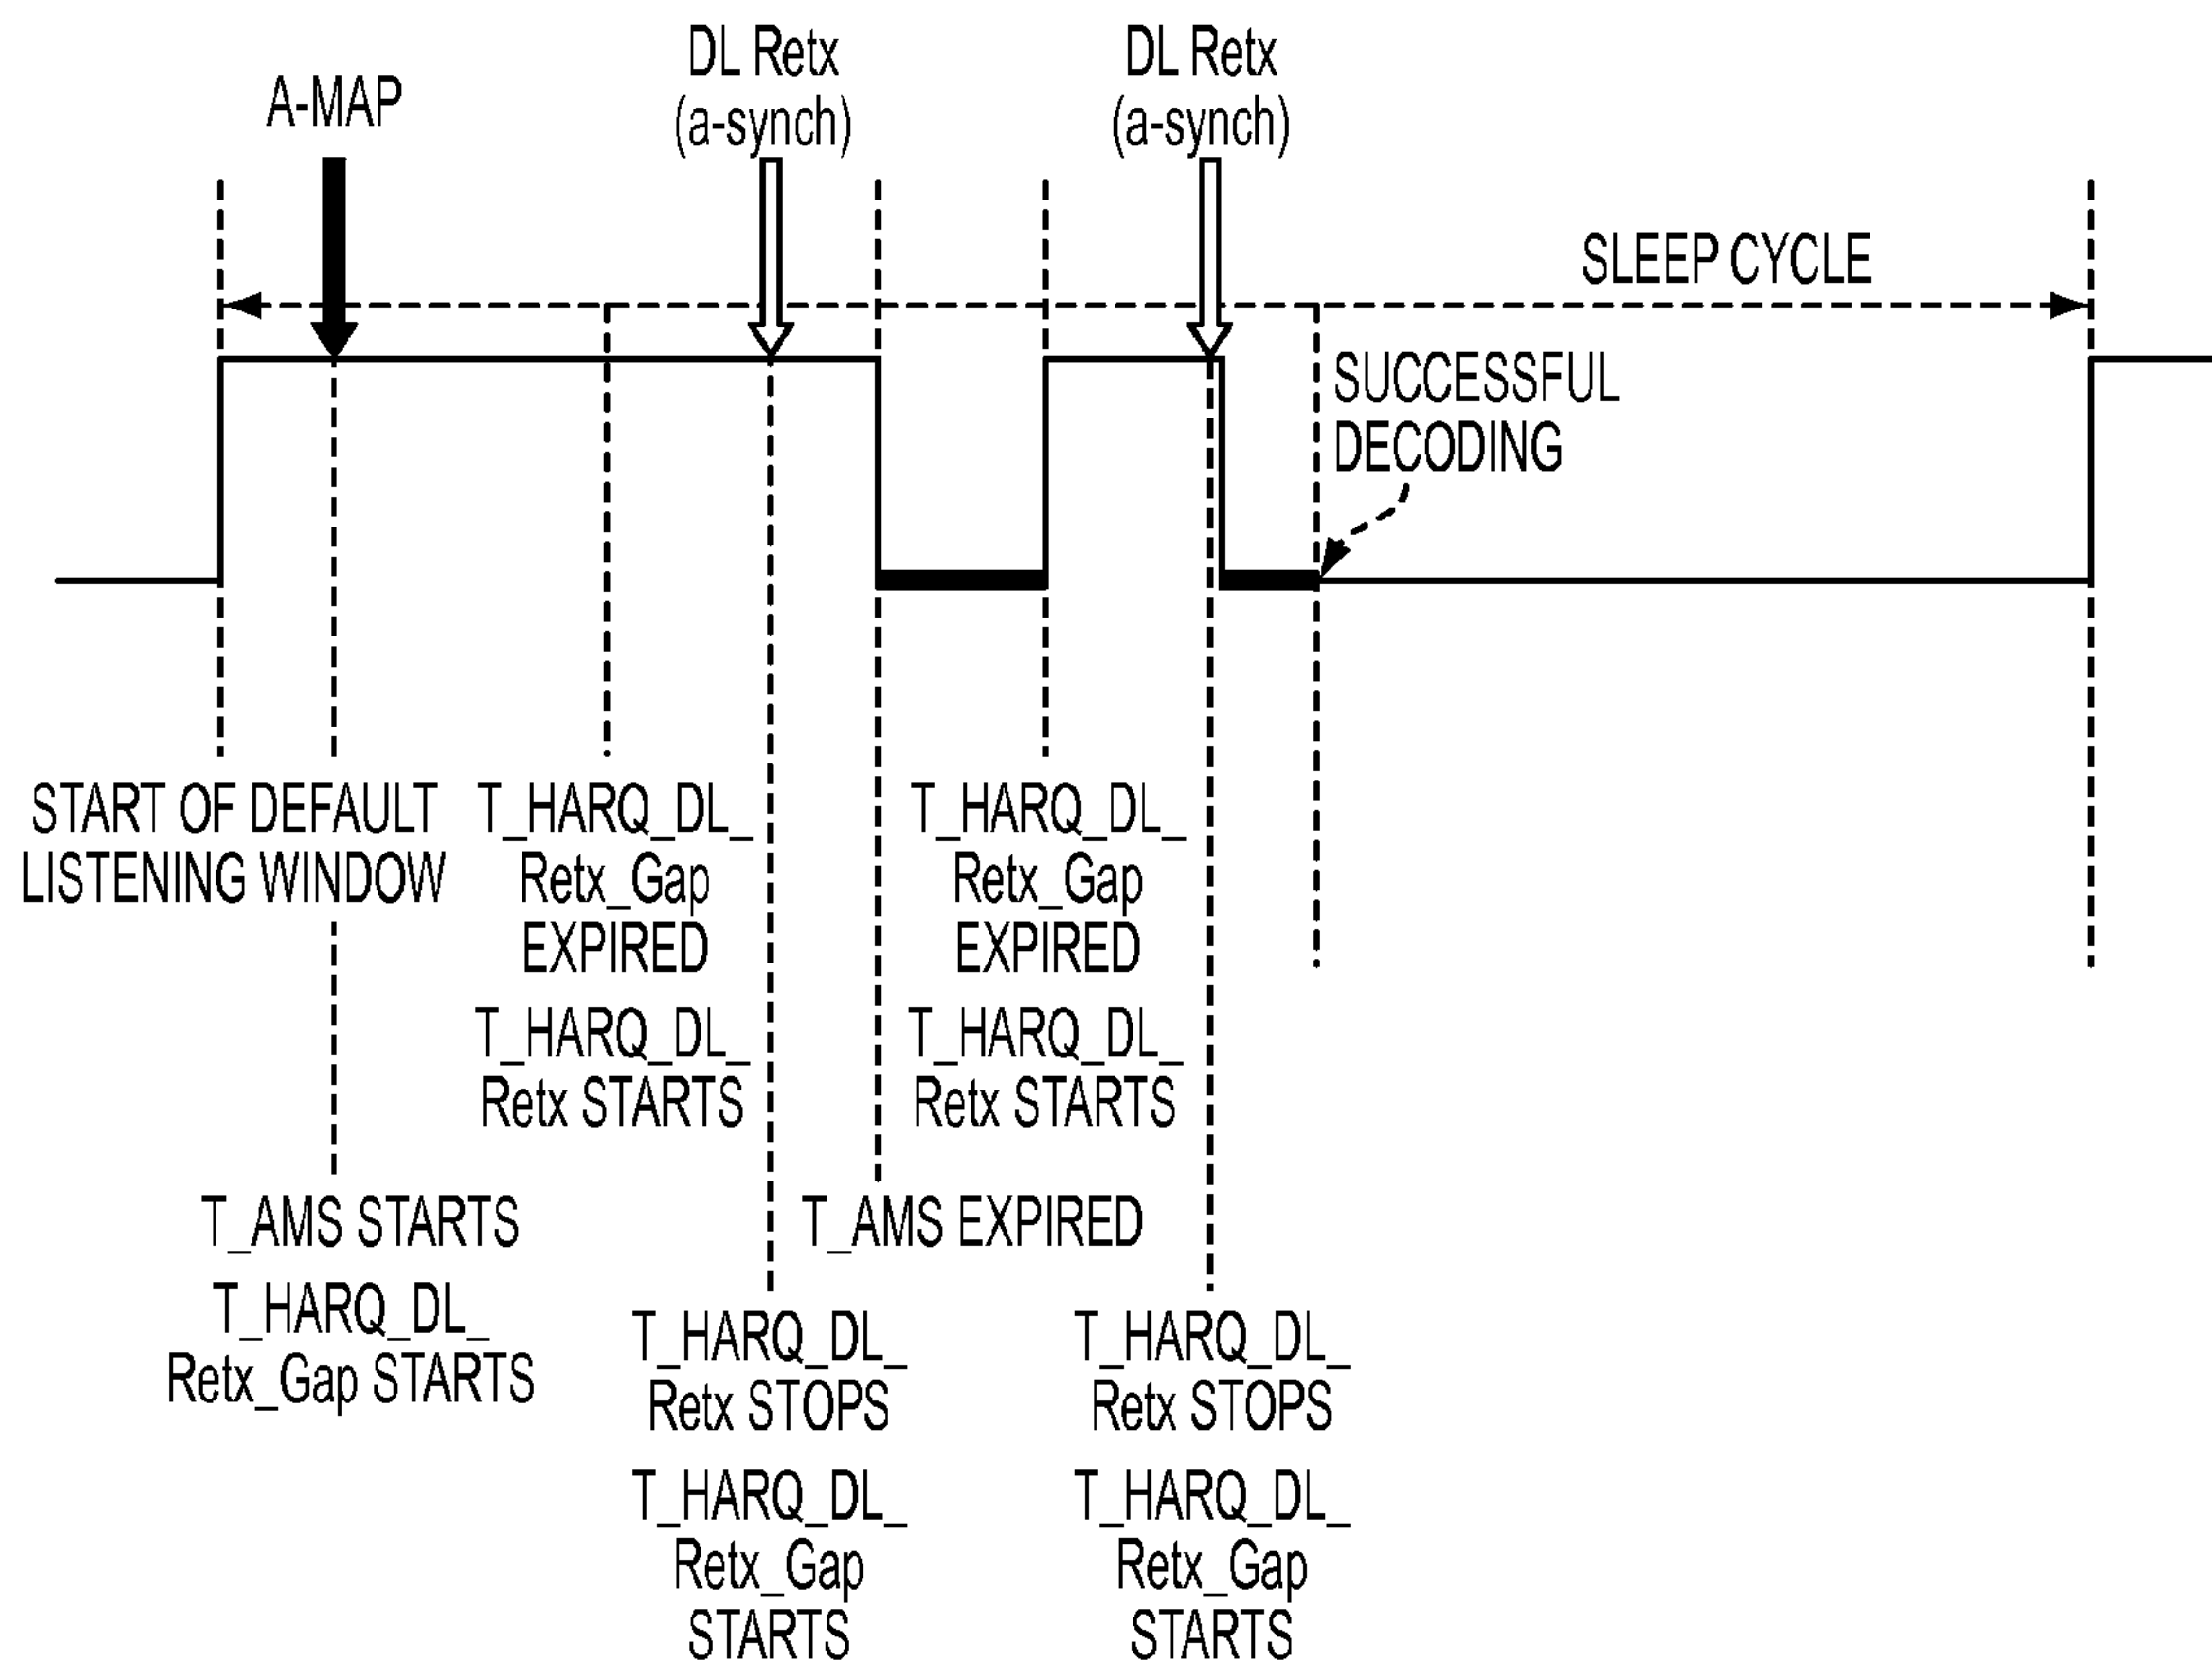 A-MAP
DL Retx
(a-synch)
DL Retx
(a-synch)
SLEEP CYCLE
SUCCESSFUL
DECODING
START OF DEFAULT
LISTENING WINDOW
T_HARQ_DL_
Retx_Gap
EXPIRED
T_HARQ_DL_
Retx STARTS
T_HARQ_DL_
Retx_Gap
EXPIRED
T_HARQ_DL_
Retx STARTS
T_AMS STARTS
T_HARQ_DL_
Retx_Gap STARTS
T_AMS EXPIRED
T_HARQ_DL_
Retx STOPS
T_HARQ_DL_
Retx_Gap
STARTS
T_HARQ_DL_
Retx STOPS
T_HARQ_DL_
Retx_Gap
STARTS